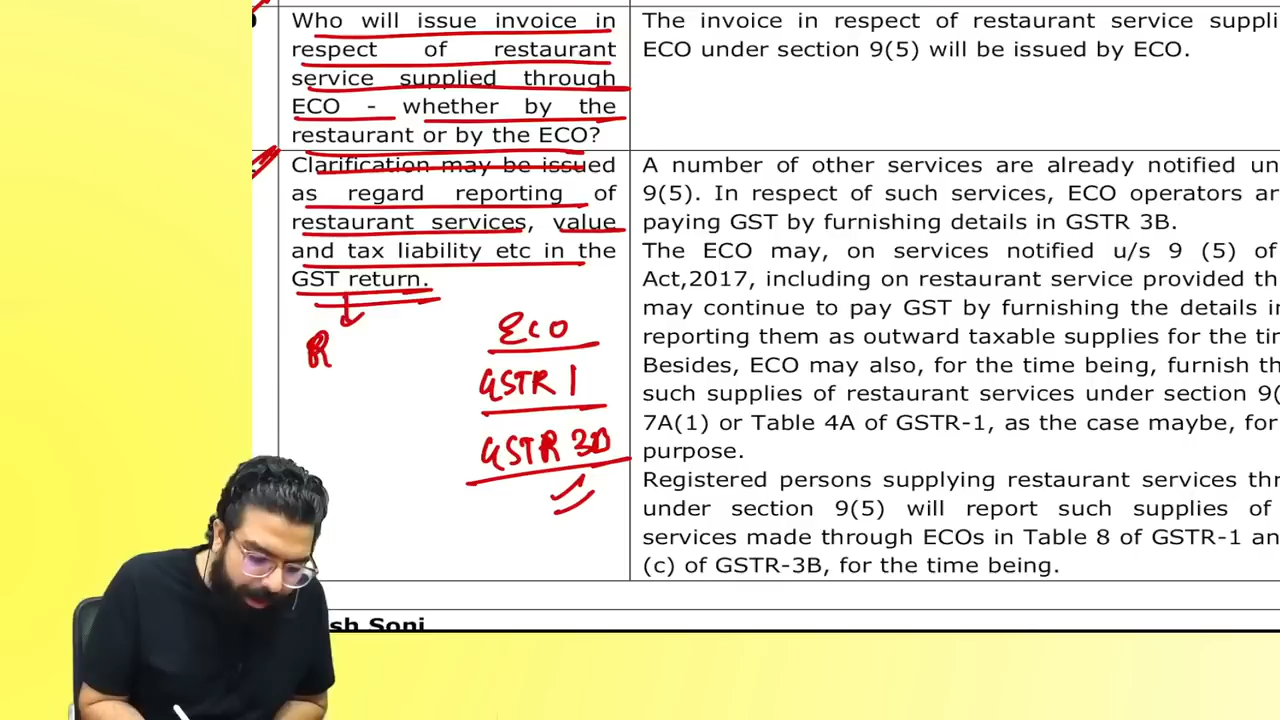 Who will issue invoice in
respect of restaurant
service supplied through
ECO - whether by the
restaurant or by the ECO?
The invoice in respect of restaurant service suppli
ECO under section 9(5) will be issued by ECO.
Clarification may be issued
as regard reporting of
restaurant services, value
and tax liability etc in the
GST return.
R
ECO
GSTR 1
GSTR 3B
A number of other services are already notified un
9(5). In respect of such services, ECO operators ar
paying GST by furnishing details in GSTR 3B.
The ECO may, on services notified u/s 9 (5) of
Act,2017, including on restaurant service provided th
may continue to pay GST by furnishing the details in
reporting them as outward taxable supplies for the ti
Besides, ECO may also, for the time being, furnish th
such supplies of restaurant services under section 9(
7A(1) or Table 4A of GSTR-1, as the case maybe, for
purpose.
Registered persons supplying restaurant services thr
under section 9(5) will report such supplies of
services made through ECOs in Table 8 of GSTR-1 an
(c) of GSTR-3B, for the time being.
sh Soni